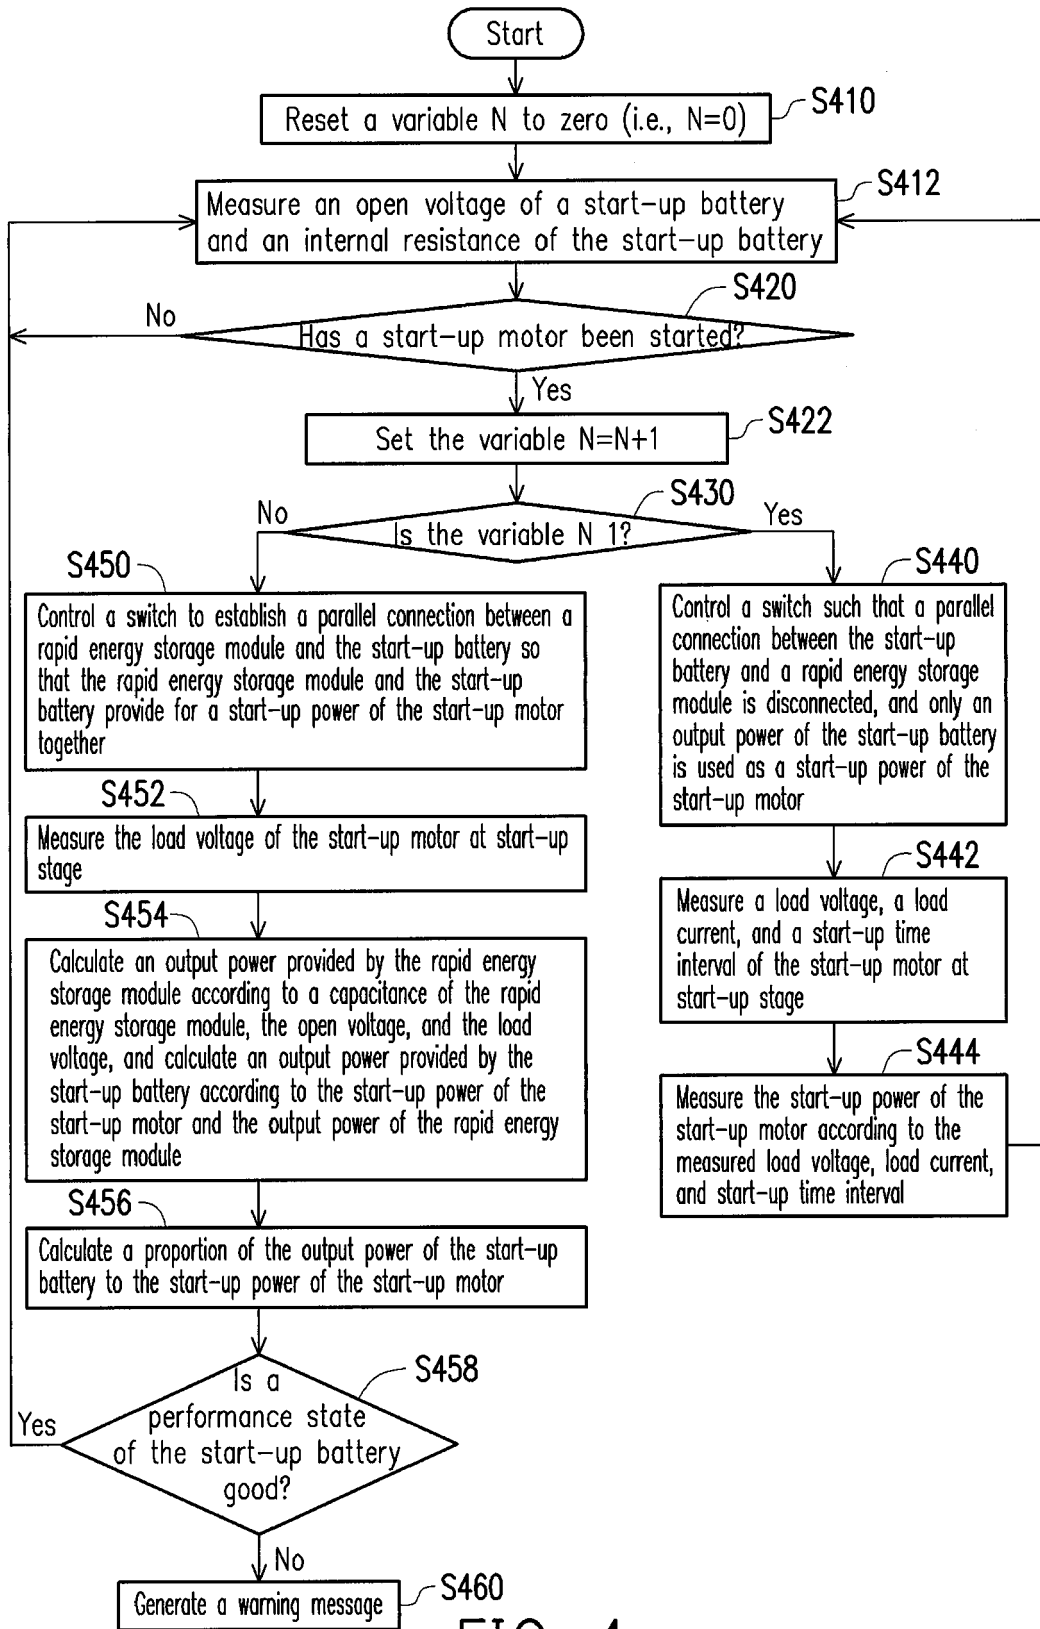 Start
S410
Reset a variable N to zero (i.e., N=0)
S412
Measure an open voltage of a start-up battery
and an internal resistance of the start-up battery
S420
No
Has a start-up motor been started?
Yes
S422
Set the variable N=N+1
S430
No
Is the variable N 1?
Yes
S450
Control a switch to establish a parallel connection between a
rapid energy storage module and the start-up battery so
that the rapid energy storage module and the start-up
battery provide for a start-up power of the start-up motor
together
S440
Control a switch such that a parallel
connection between the start-up
battery and a rapid energy storage
module is disconnected, and only an
output power of the start-up battery
is used as a start-up power of the
start-up motor
S452
Measure the load voltage of the start-up motor at start-up
stage
S442
Measure a load voltage, a load
current, and a start-up time
interval of the start-up motor at
start-up stage
S454
Calculate an output power provided by the rapid energy
storage module according to a capacitance of the rapid
energy storage module, the open voltage, and the load
voltage, and calculate an output power provided by the
start-up battery according to the start-up power of the
start-up motor and the output power of the rapid energy
storage module
S444
Measure the start-up power of the
start-up motor according to the
measured load voltage, load current,
and start-up time interval
S456
Calculate a proportion of the output power of the start-up
battery to the start-up power of the start-up motor
S458
Is a
performance state
of the start-up battery
good?
Yes
No
S460
Generate a warning message